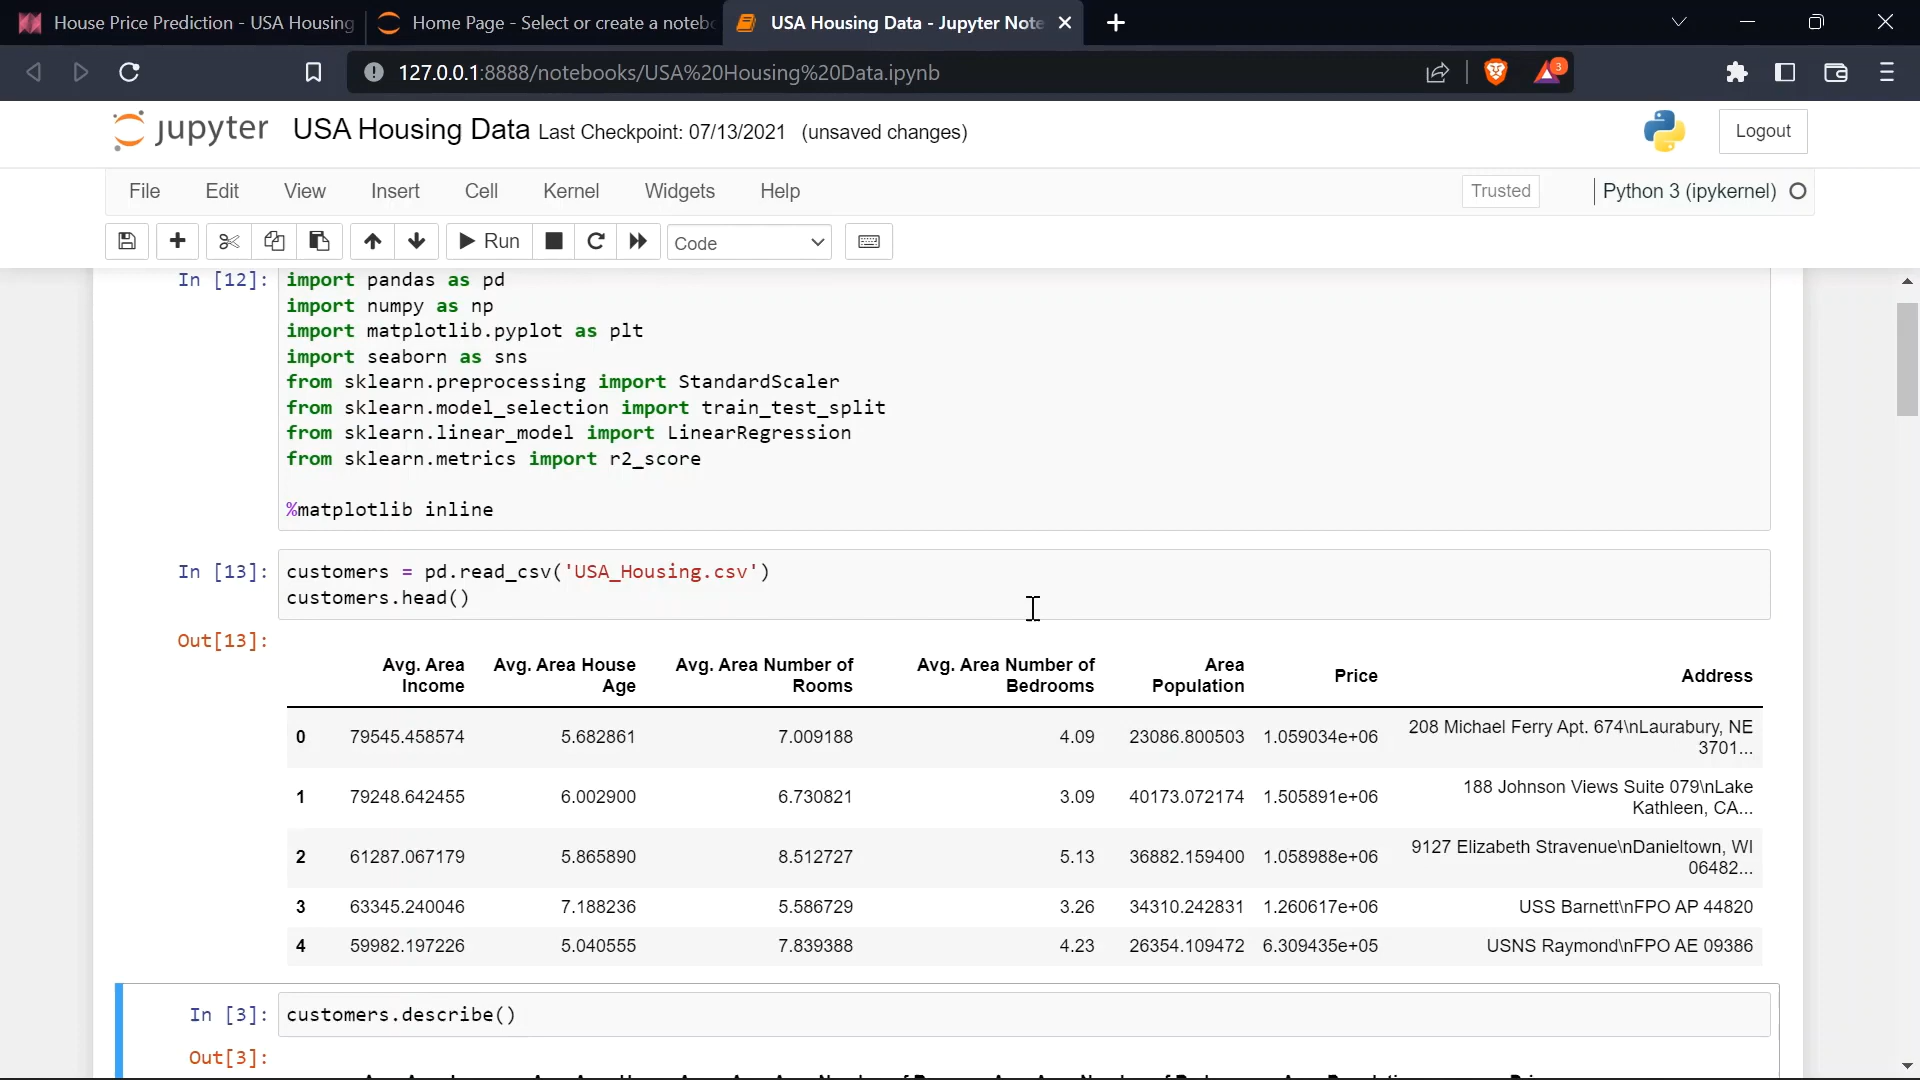 House Price Prediction - USA Housing
Home Page - Select or create a noteb
USA Housing Data - Jupyter Note
127.0.0.1:8888/notebooks/USA%20Housing%20Data.ipynb
3
jupyter USA Housing Data Last Checkpoint: 07/13/2021 (unsaved changes)
Logout
File Edit View Insert Cell Kernel Widgets Help
Trusted
Python 3 (ipykernel)
Run
Code
In [12]:
import pandas as pd
import numpy as np
import matplotlib.pyplot as plt
import seaborn as sns
from sklearn.preprocessing import StandardScaler
from sklearn.model_selection import train_test_split
from sklearn.linear_model import LinearRegression
from sklearn.metrics import r2_score
%matplotlib inline
In [13]:
customers = pd.read_csv('USA_Housing.csv')
customers.head()
Out[13]:
Avg. Area Income
Avg. Area House Age
Avg. Area Number of Rooms
Avg. Area Number of Bedrooms
Area Population
Price
Address
0 79545.458574 5.682861 7.009188 4.09 23086.800503 1.059034e+06 208 Michael Ferry Apt. 674\nLaurabury, NE
3701...
1 79248.642455 6.002900 6.730821 3.09 40173.072174 1.505891e+06 188 Johnson Views Suite 079\nLake
Kathleen, CA...
2 61287.067179 5.865890 8.512727 5.13 36882.159400 1.058988e+06 9127 Elizabeth Stravenue\nDanieltown, WI
06482...
3 63345.240046 7.188236 5.586729 3.26 34310.242831 1.260617e+06 USS Barnett\nFPO AP 44820
4 59982.197226 5.040555 7.839388 4.23 26354.109472 6.309435e+05 USNS Raymond\nFPO AE 09386
In [3]:
customers.describe()
Out[3]: